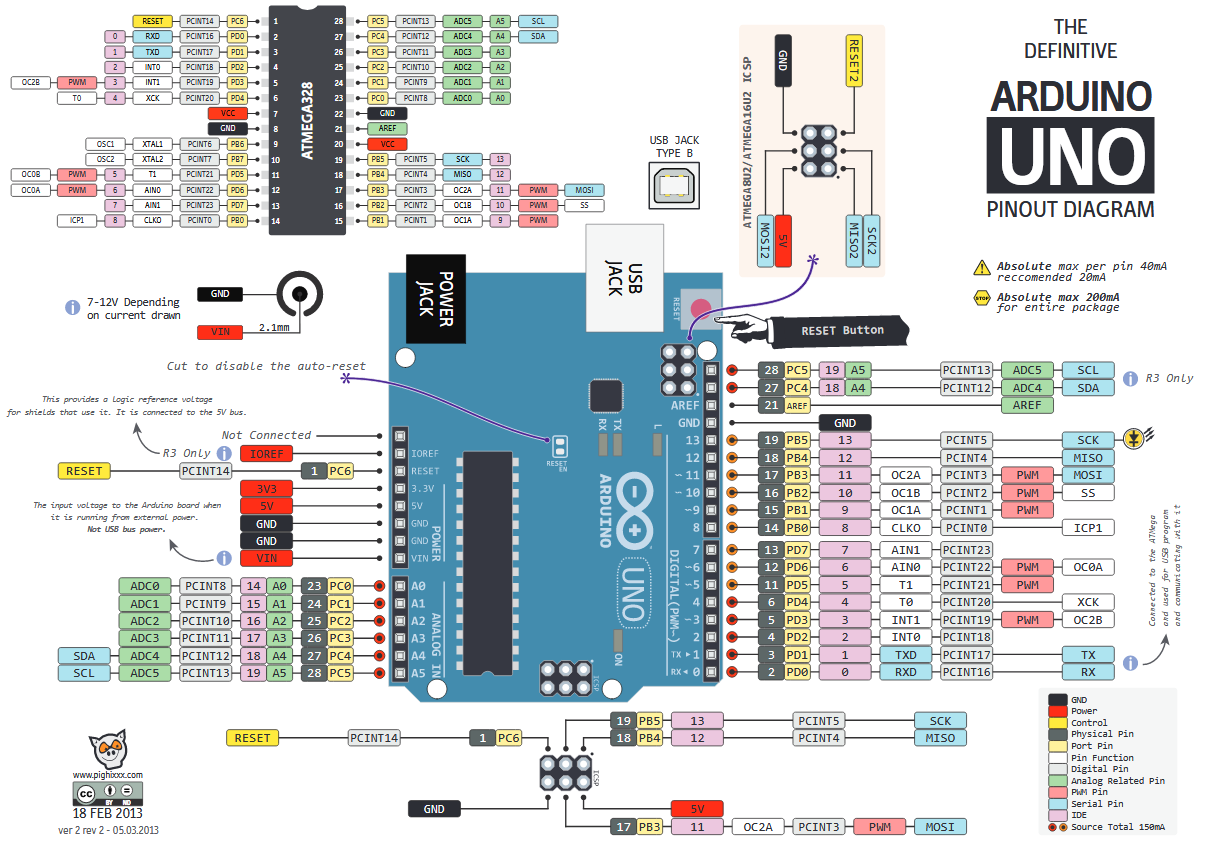 THE
DEFINITIVE
ARDUINO
UNO
PINOUT DIAGRAM
RESET PCINT14 PC6 1 28 PC5 PCINT13 ADC5 A5 SCL
0 RXD PCINT16 PD0 2 27 PC4 PCINT12 ADC4 A4 SDA
1 TXD PCINT17 PD1 3 26 PC3 PCINT11 ADC3 A3
2 INT0 PCINT18 PD2 4 25 PC2 PCINT10 ADC2 A2
OC2B PWM 3 INT1 PCINT19 PD3 5 24 PC1 PCINT9 ADC1 A1
T0 4 XCK PCINT20 PD4 6 23 PC0 PCINT8 ADC0 A0
VCC 7 22 GND
GND 8 21 AREF
OSC1 XTAL1 PCINT6 PB6 9 20 VCC
OSC2 XTAL2 PCINT7 PB7 10 19 PB5 PCINT5 SCK 13
OC0B PWM 5 T1 PCINT21 PD5 11 18 PB4 PCINT4 MISO 12
OC0A PWM 6 AIN0 PCINT22 PD6 12 17 PB3 PCINT3 OC2A 11 PWM MOSI
7 AIN1 PCINT23 PD7 13 16 PB2 PCINT2 OC1B 10 PWM SS
ICP1 8 CLKO PCINT0 PB0 14 15 PB1 PCINT1 OC1A 9 PWM
ATMEGA328
USB JACK
TYPE B
ATMEGA8U2/ATMEGA16U2 ICSP
GND RESET2
MOSI2 5V MISO2 SCK2
Absolute max per pin 40mA
reccomended 20mA
STOP
Absolute max 200mA
for entire package
7-12V Depending
on current drawn
GND
VIN 2.1mm
POWER
JACK
USB
JACK
RESET
RESET Button
Cut to disable the auto-reset
This provides a logic reference voltage
for shields that use it. It is connected to the 5V bus.
Not Connected
R3 Only IOREF
RESET PCINT14 1 PC6
3V3
5V
GND
GND
VIN
The input voltage to the Arduino board when
it is running from external power.
Not USB bus power.
ADC0 PCINT8 14 A0 23 PC0
ADC1 PCINT9 15 A1 24 PC1
ADC2 PCINT10 16 A2 25 PC2
ADC3 PCINT11 17 A3 26 PC3
SDA ADC4 PCINT12 18 A4 27 PC4
SCL ADC5 PCINT13 19 A5 28 PC5
IOREF
RESET
3.3V
5V
GND
GND
VIN
POWER
A0
A1
A2
A3
A4
A5
ANALOG IN
RESET
EN
RX TX L
ARDUINO
UNO
ON
ICSP
AREF
GND
13
12
~11
~10
~9
8
7
~6
~5
4
~3
2
TX▸1
RX◂0
DIGITAL(PWM~)
28 PC5 19 A5 PCINT13 ADC5 SCL
27 PC4 18 A4 PCINT12 ADC4 SDA
R3 Only
21 AREF AREF
GND
19 PB5 13 PCINT5 SCK
18 PB4 12 PCINT4 MISO
17 PB3 11 OC2A PCINT3 PWM MOSI
16 PB2 10 OC1B PCINT2 PWM SS
15 PB1 9 OC1A PCINT1 PWM
14 PB0 8 CLKO PCINT0 ICP1
13 PD7 7 AIN1 PCINT23
12 PD6 6 AIN0 PCINT22 PWM OC0A
11 PD5 5 T1 PCINT21 PWM
6 PD4 4 T0 PCINT20 XCK
5 PD3 3 INT1 PCINT19 PWM OC2B
4 PD2 2 INT0 PCINT18
3 PD1 1 TXD PCINT17 TX
2 PD0 0 RXD PCINT16 RX
Connected to the ATMega
and used for USB program
and communicating with it
RESET PCINT14 1 PC6
19 PB5 13 PCINT5 SCK
18 PB4 12 PCINT4 MISO
ICSP
GND
5V
17 PB3 11 OC2A PCINT3 PWM MOSI
GND
Power
Control
Physical Pin
Port Pin
Pin Function
Digital Pin
Analog Related Pin
PWM Pin
Serial Pin
IDE
Source Total 150mA
www.pighixxx.com
cc BY ND
18 FEB 2013
ver 2 rev 2 - 05.03.2013